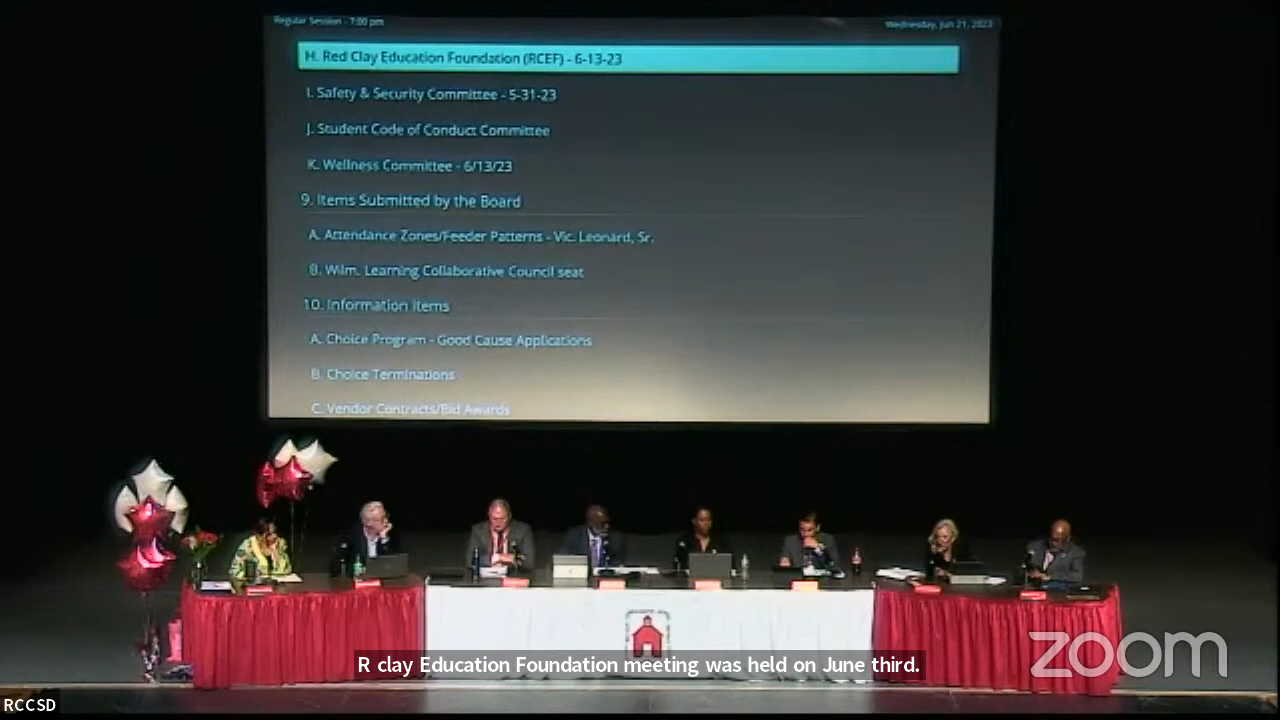 Regular Session - 7:00 pm
Wednesday, Jun 21, 2023
H. Red Clay Education Foundation (RCEF) - 6-13-23
I. Safety & Security Committee - 5-31-23
J. Student Code of Conduct Committee
K. Wellness Committee - 6/13/23
9. Items Submitted by the Board
A. Attendance Zones/Feeder Patterns - Vic. Leonard, Sr.
B. Wilm. Learning Collaborative Council seat
10. Information Items
A. Choice Program - Good Cause Applications
B. Choice Terminations
C. Vendor Contracts/Bid Awards
zoom
R clay Education Foundation meeting was held on June third.
RCCSD